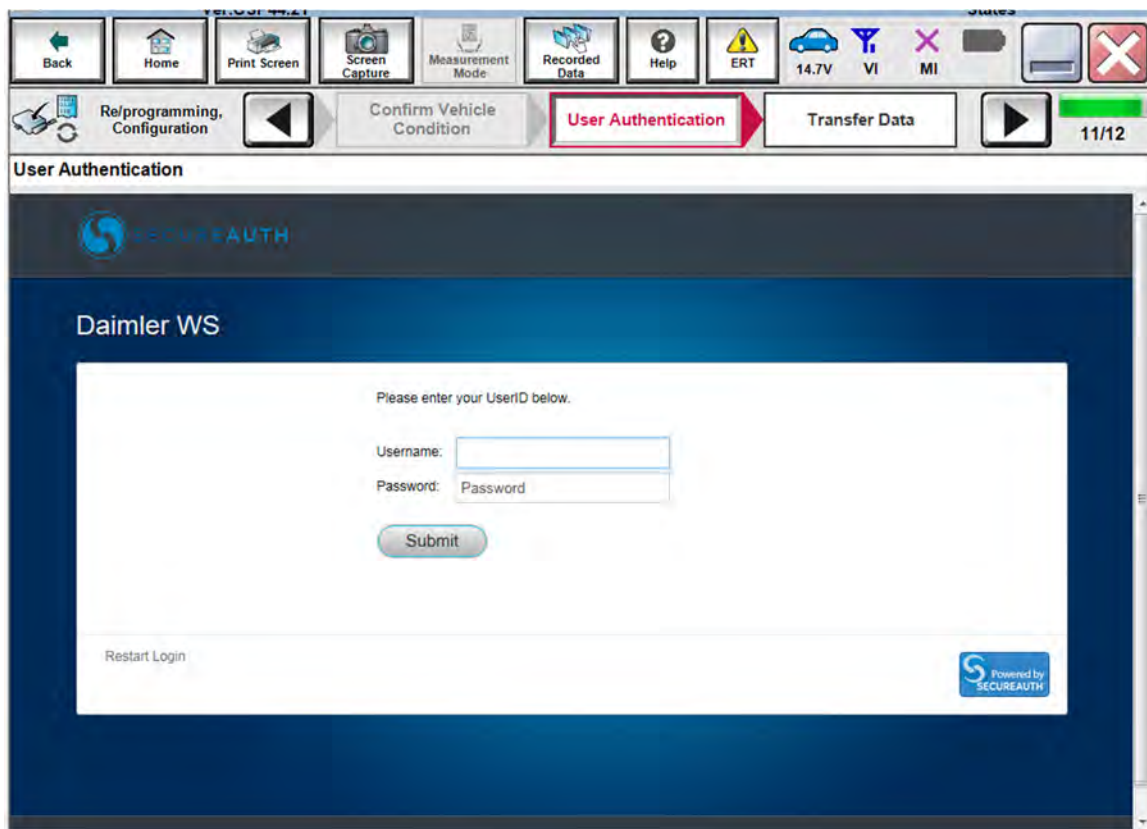 Back
Home
Print Screen
Screen
Capture
Measurement
Mode
Recorded
Data
Help
ERT
14.7V
VI
MI
Re/programming,
Configuration
Confirm Vehicle
Condition
User Authentication
Transfer Data
11/12
User Authentication
SECUREAUTH
Daimler WS
Please enter your UserID below.
Username:
Password:
Password
Submit
Restart Login
Powered by
SECUREAUTH